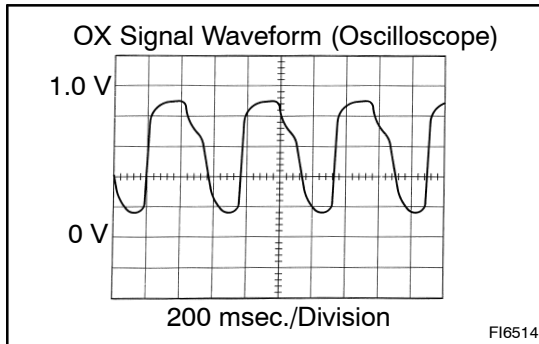 OX Signal Waveform (Oscilloscope)
1.0 V
0 V
200 msec./Division
FI6514